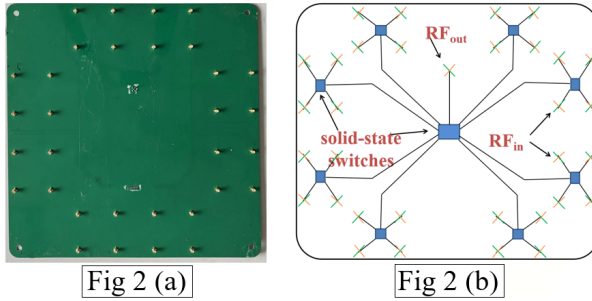 RFout
solid-state
switches
RFin
Fig 2 (a)
Fig 2 (b)